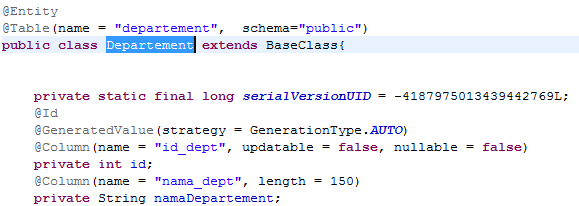 @Entity
@Table(name = "departement",  schema="public")
public class Departement extends BaseClass{
private static final long serialVersionUID = -4187975013439442769L;
@Id
@GeneratedValue(strategy = GenerationType.AUTO)
@Column(name = "id_dept", updatable = false, nullable = false)
private int id;
@Column(name = "nama_dept", length = 150)
private String namaDepartement;